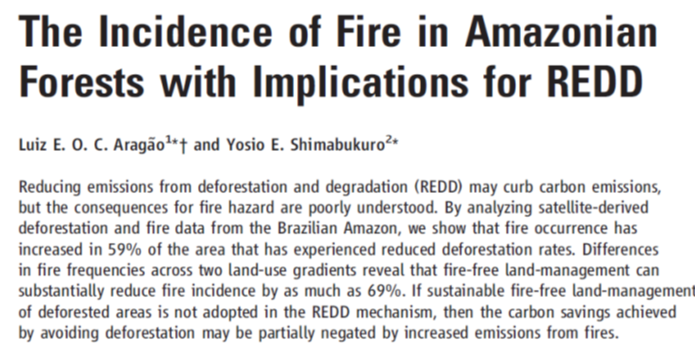 The Incidence of Fire in Amazonian
Forests with Implications for REDD
Luiz E. O. C. Aragão¹*† and Yosio E. Shimabukuro²*
Reducing emissions from deforestation and degradation (REDD) may curb carbon emissions,
but the consequences for fire hazard are poorly understood. By analyzing satellite-derived
deforestation and fire data from the Brazilian Amazon, we show that fire occurrence has
increased in 59% of the area that has experienced reduced deforestation rates. Differences
in fire frequencies across two land-use gradients reveal that fire-free land-management can
substantially reduce fire incidence by as much as 69%. If sustainable fire-free land-management
of deforested areas is not adopted in the REDD mechanism, then the carbon savings achieved
by avoiding deforestation may be partially negated by increased emissions from fires.